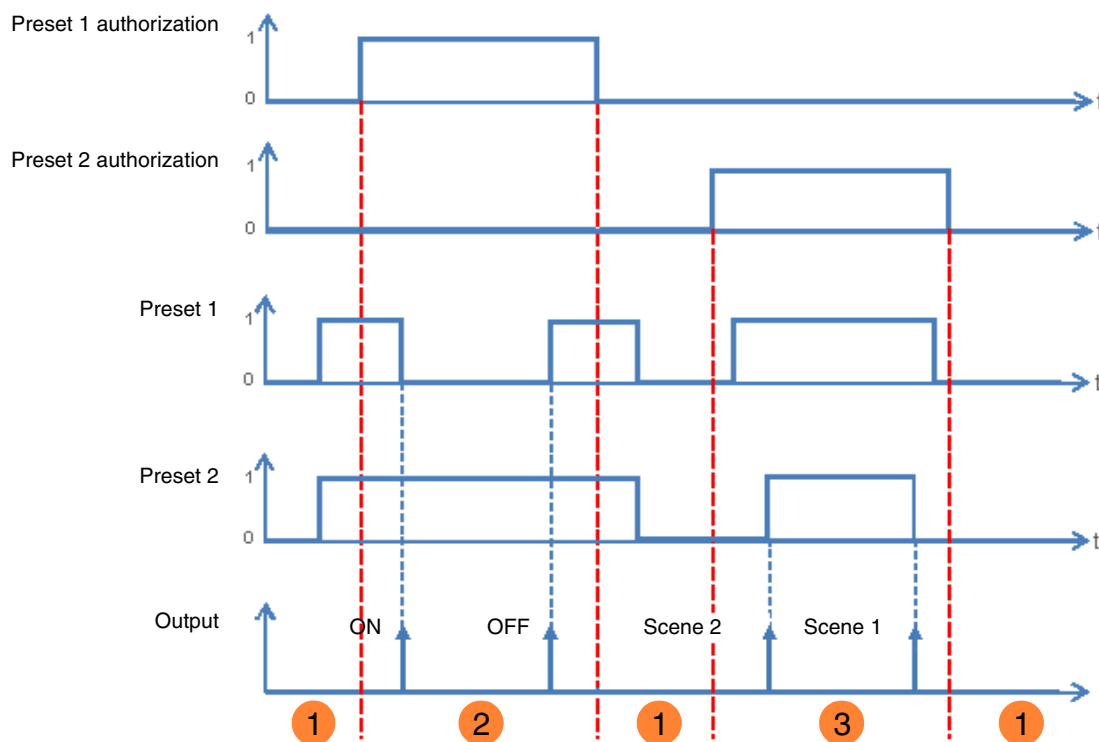 Preset 1 authorization
1
0
t
Preset 2 authorization
1
0
t
Preset 1
1
0
t
Preset 2
1
0
t
Output
ON
OFF
Scene 2
Scene 1
1
2
1
3
1